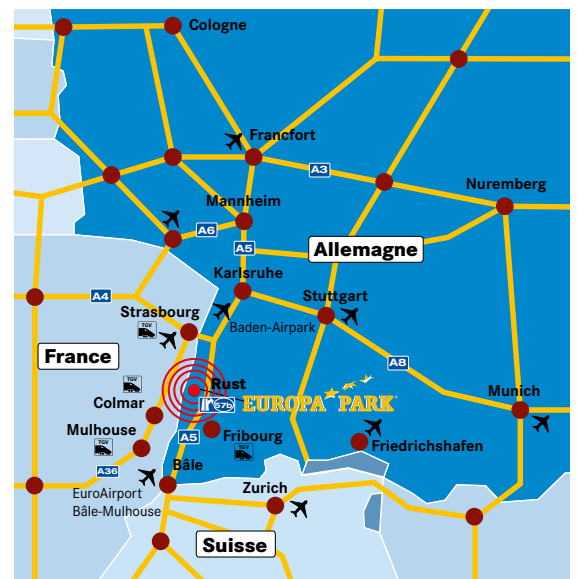 Cologne
Francfort
A3
Nuremberg
Mannheim
A6
A5
Allemagne
Karlsruhe
A4
Stuttgart
Strasbourg
TGV
Baden-Airpark
France
A8
TGV
Rust
Munich
57b
EUROPA PARK
Colmar
Mulhouse
A5
Fribourg
TGV
TGV
Friedrichshafen
A36
Bâle
EuroAirport
Bâle-Mulhouse
Zurich
Suisse